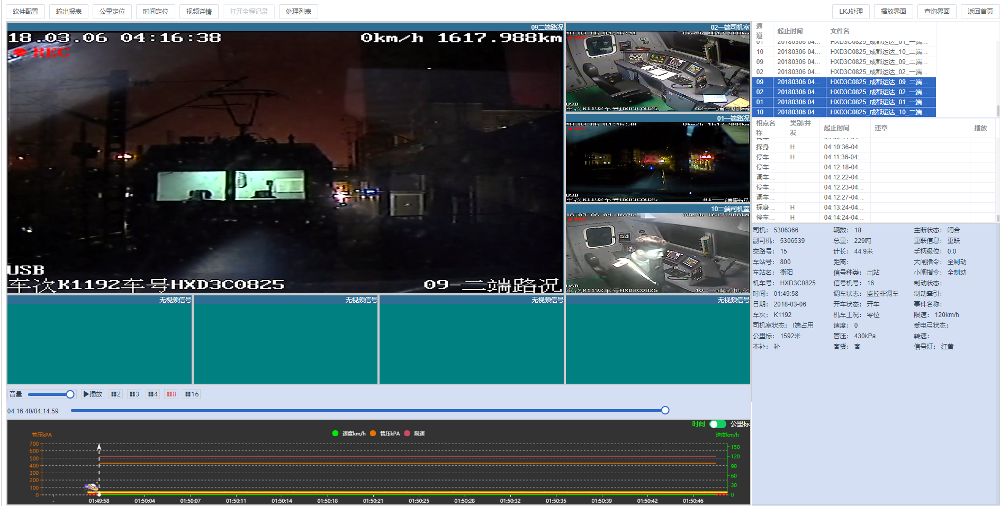 软件配置 输出报表 公里定位 时间定位 视频详情 打开全程记录 处理列表 LKJ处理 播放界面 查询界面 返回首页
09二端路况
18.03.06 04:16:38 0km/h 1617.988km
REC
USB
车次K1192车号HXD3C0825 09-二端路况
02一端司机室
18.03.06 04:16:41 0km/h 1617.988km
USB
车次K1192车号HXD3C0825 02-一端司机室
01一端路况
18.03.06 04:16:38 0km/h 1617.988km
REC
USB
车次K1192车号HXD3C0825 01-一端路况
10二端司机室
18.03.06 04:16:42 0km/h 1617.988km
REC
USB
车次K1192车号HXD3C0825 10-二端司机室
无视频信号 无视频信号 无视频信号 无视频信号
音量 播放 2 3 4 8 16
04:16:40/04:14:59
时间 公里标
管压kPA 速度km/h 管压kPA 限速 速度km/h
700
600
500
400
300
200
100
0
150
120
90
60
30
0
01:49:58 01:50:04 01:50:07 01:50:11 01:50:14 01:50:18 01:50:21 01:50:25 01:50:28 01:50:32 01:50:35 01:50:39 01:50:42 01:50:46
通道 起止时间 文件名
01 20180306 04... HXD3C0825_成都运达_01_一端...
10 20180306 04... HXD3C0825_成都运达_10_二端...
09 20180306 04... HXD3C0825_成都运达_09_二端...
02 20180306 04... HXD3C0825_成都运达_02_一端...
09 20180306 04... HXD3C0825_成都运达_09_二端...
02 20180306 04... HXD3C0825_成都运达_02_一端...
01 20180306 04... HXD3C0825_成都运达_01_一端...
10 20180306 04... HXD3C0825_成都运达_10_二端...
相点名称 类别/并发 起止时间 违章 播放
探身... H 04:10:36-04...
停车... H 04:11:36-04:...
停车... 04:12:18-04...
调车... 04:12:22-04...
停车... 04:12:23-04...
调车... 04:12:27-04...
探身... H 04:13:24-04...
停车... H 04:14:24-04...
司机： 5306366 辆数： 18 主断状态： 闭合
副司机： 5306539 总重： 229吨 重联信息： 重联
交路号： 15 计长： 44.9米 手柄级位： 0.0
车站号： 800 距离： 大闸指令： 全制动
车站名： 衡阳 信号种类： 出站 小闸指令： 全制动
机车号： HXD3C0825 信号机号： 16 制动状态：
时间： 01:49:58 调车状态： 监控非调车 制动牵引：
日期： 2018-03-06 开车状态： 开车 事件名称：
车次： K1192 机车工况： 零位 限速： 120km/h
司机室状态： I端占用 速度： 0 受电弓状态：
公里标： 1592米 管压： 430kPa 转速：
本补： 补 客货： 客 信号灯： 红黄